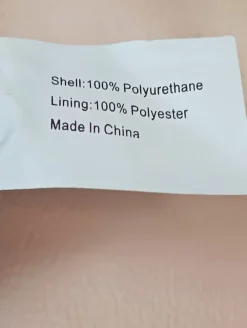 Shell:100% Polyurethane
Lining:100% Polyester
Made In China